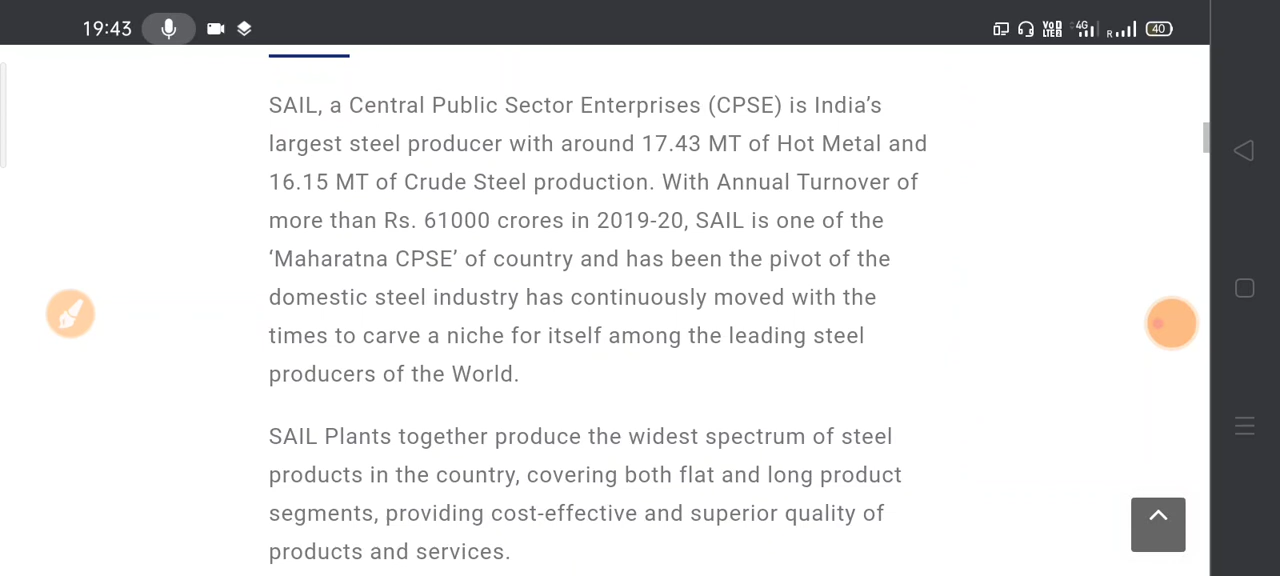 19:43 VoD LTE2 4G R 40
SAIL, a Central Public Sector Enterprises (CPSE) is India’s
largest steel producer with around 17.43 MT of Hot Metal and
16.15 MT of Crude Steel production. With Annual Turnover of
more than Rs. 61000 crores in 2019-20, SAIL is one of the
‘Maharatna CPSE’ of country and has been the pivot of the
domestic steel industry has continuously moved with the
times to carve a niche for itself among the leading steel
producers of the World.
SAIL Plants together produce the widest spectrum of steel
products in the country, covering both flat and long product
segments, providing cost-effective and superior quality of
products and services.